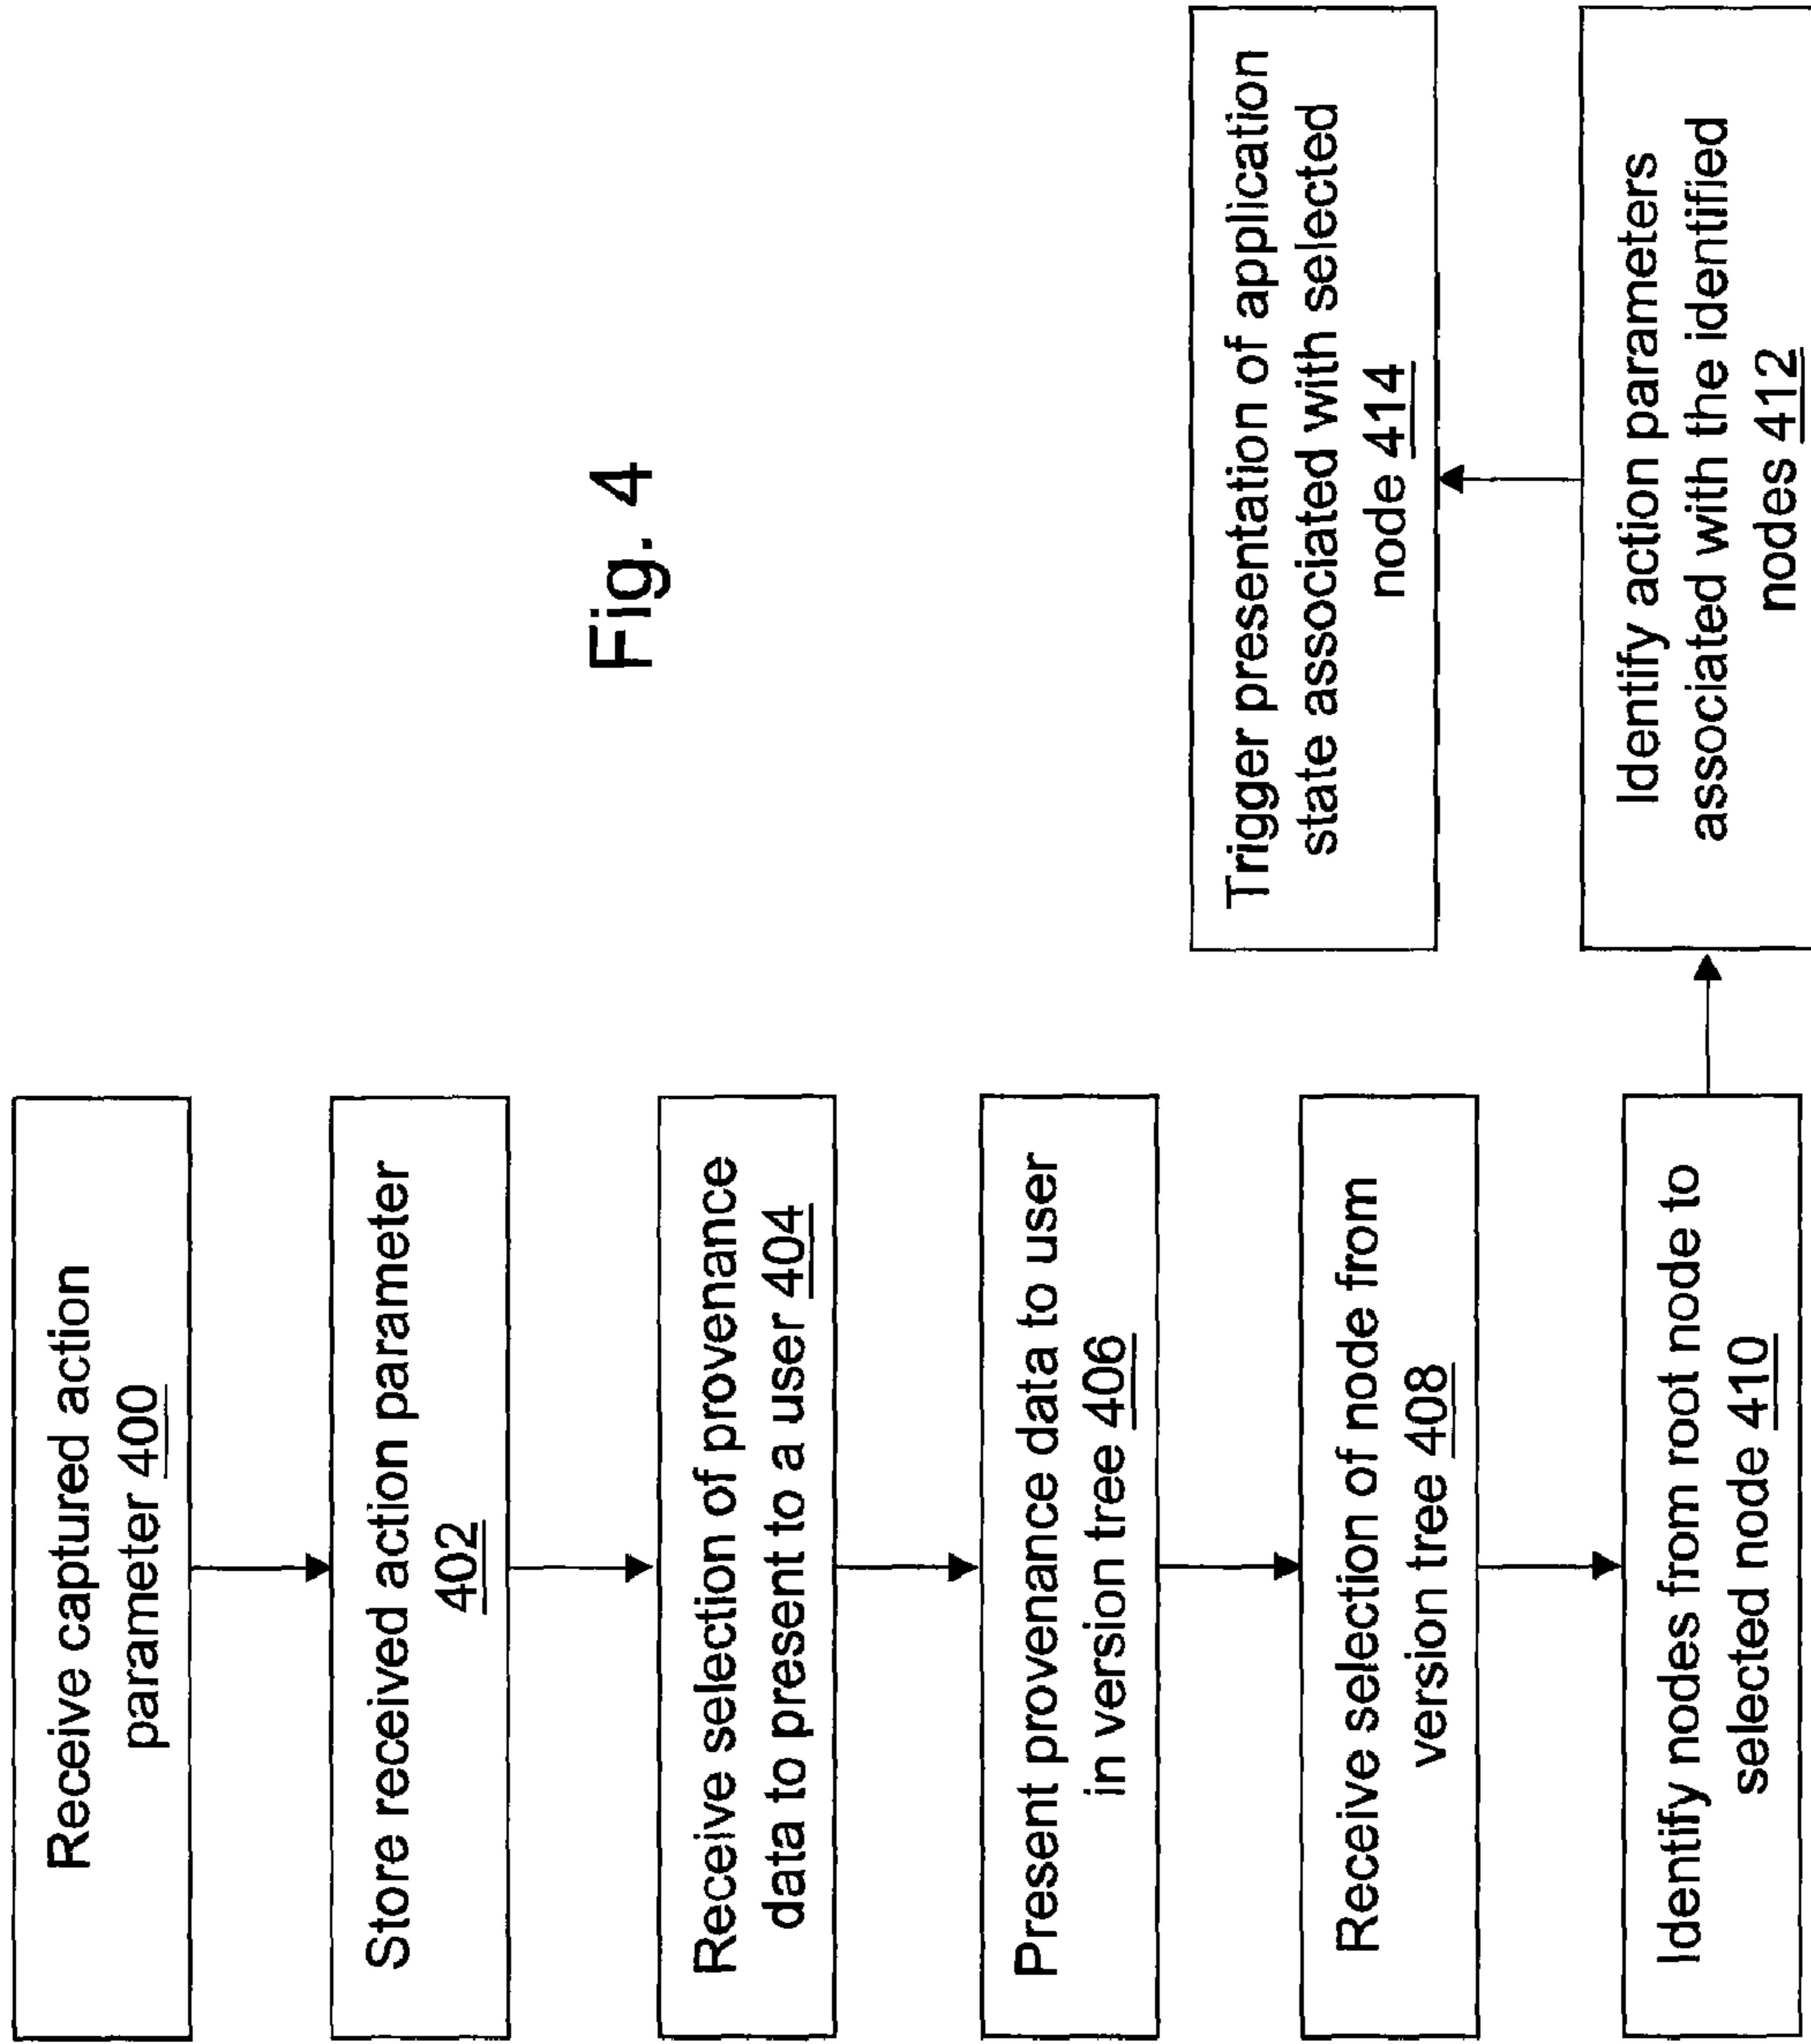 Receive captured action
parameter 400
Store received action parameter
402
Receive selection of provenance
data to present to a user 404
Present provenance data to user
in version tree 406
Receive selection of node from
version tree 408
Identify nodes from root node to
selected node 410
Identify action parameters
associated with the identified
nodes 412
Trigger presentation of application
state associated with selected
node 414
Fig. 4